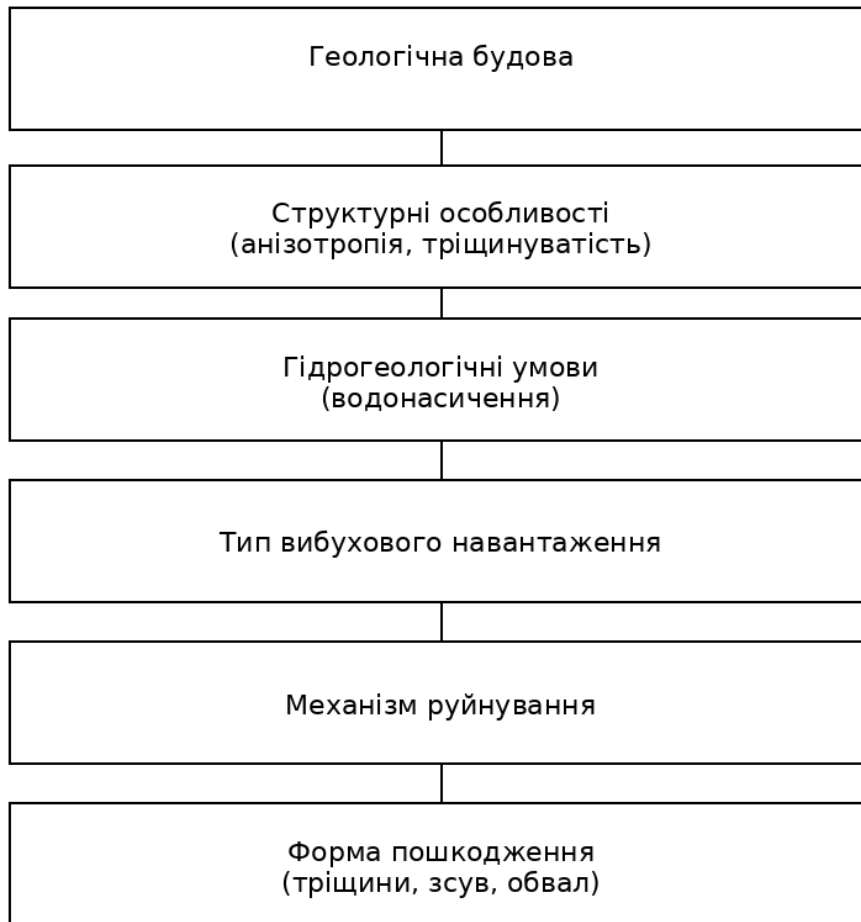 Геологічна будова
Структурні особливості
(анізотропія, тріщинуватість)
Гідрогеологічні умови
(водонасичення)
Тип вибухового навантаження
Механізм руйнування
Форма пошкодження
(тріщини, зсув, обвал)